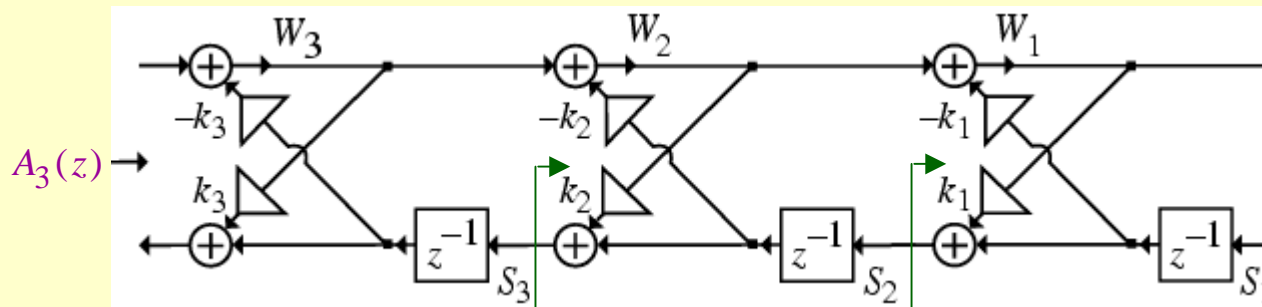 W₃ W₂ W₁
+ + +
-k₃ -k₂ -k₁
A₃(z)
k₃ k₂ k₁
+ z⁻¹ + z⁻¹ + z⁻¹
S₃ S₂